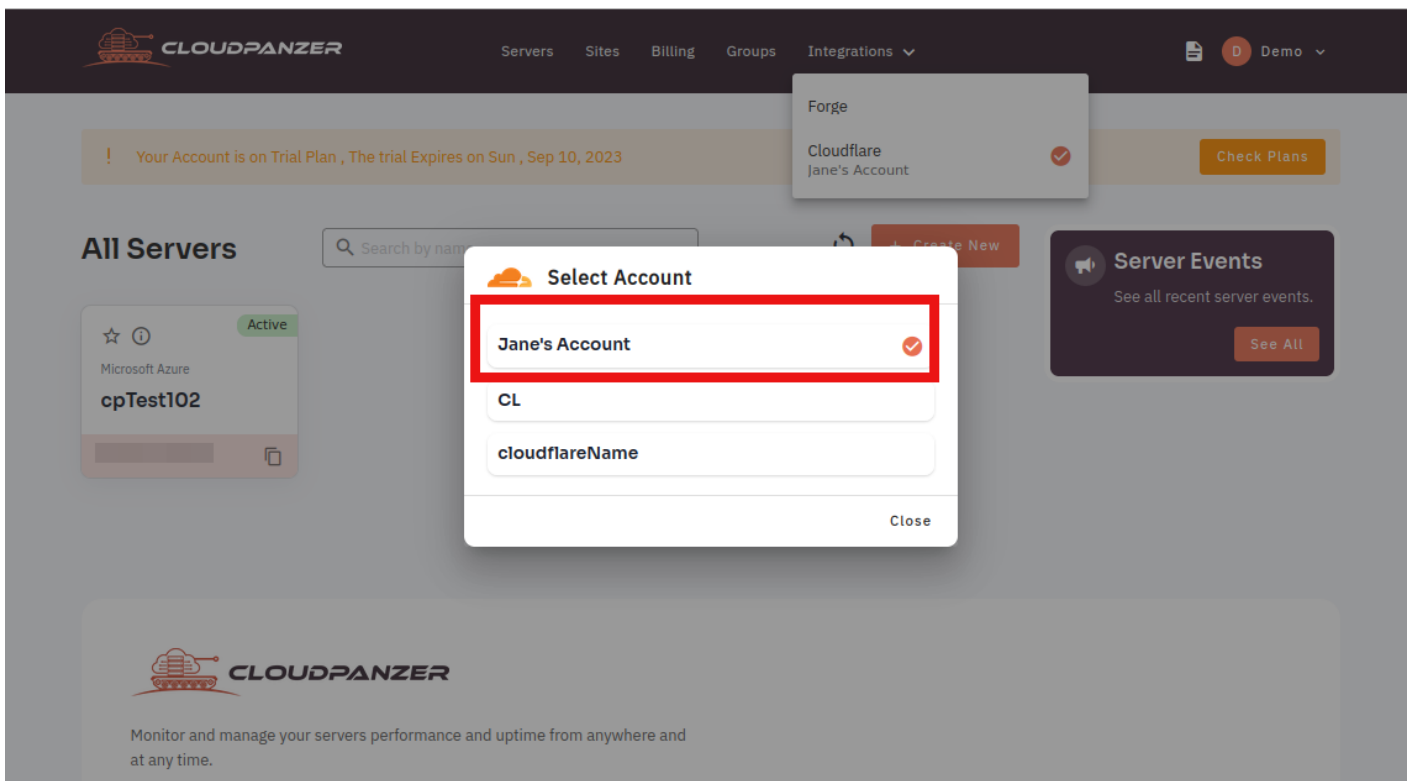 CLOUDPANZER
Servers Sites Billing Groups Integrations
D Demo
Forge
Cloudflare
Jane's Account
! Your Account is on Trial Plan , The trial Expires on Sun , Sep 10, 2023
Check Plans
All Servers
Search by nam
+ Create New
Server Events
See all recent server events.
See All
Active
Microsoft Azure
cpTest102
Select Account
Jane's Account
CL
cloudflareName
Close
CLOUDPANZER
Monitor and manage your servers performance and uptime from anywhere and
at any time.